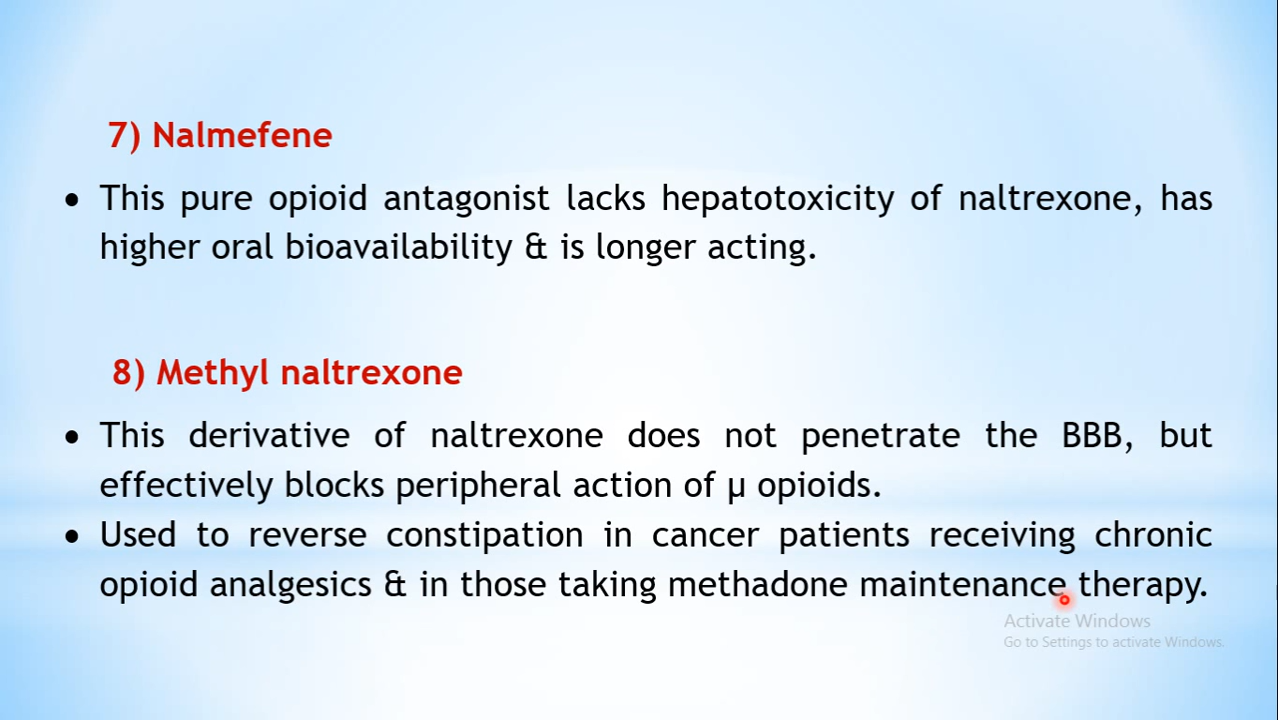 7) Nalmefene
• This pure opioid antagonist lacks hepatotoxicity of naltrexone, has
higher oral bioavailability & is longer acting.
8) Methyl naltrexone
• This derivative of naltrexone does not penetrate the BBB, but
effectively blocks peripheral action of µ opioids.
• Used to reverse constipation in cancer patients receiving chronic
opioid analgesics & in those taking methadone maintenance therapy.
Activate Windows
Go to Settings to activate Windows.